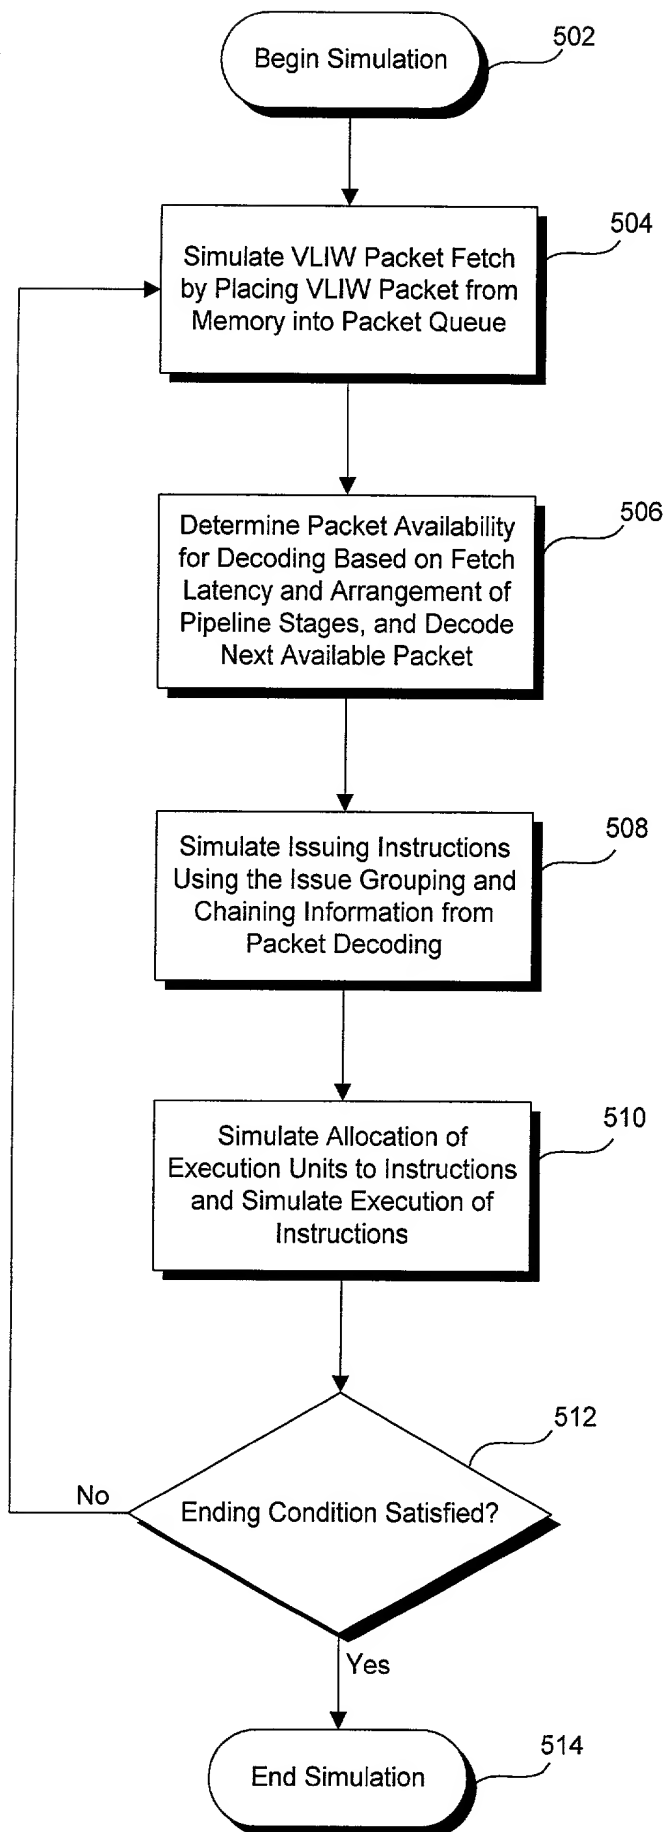 Begin Simulation
502
Simulate VLIW Packet Fetch
by Placing VLIW Packet from
Memory into Packet Queue
504
Determine Packet Availability
for Decoding Based on Fetch
Latency and Arrangement of
Pipeline Stages, and Decode
Next Available Packet
506
Simulate Issuing Instructions
Using the Issue Grouping and
Chaining Information from
Packet Decoding
508
Simulate Allocation of
Execution Units to Instructions
and Simulate Execution of
Instructions
510
Ending Condition Satisfied?
512
No
Yes
End Simulation
514